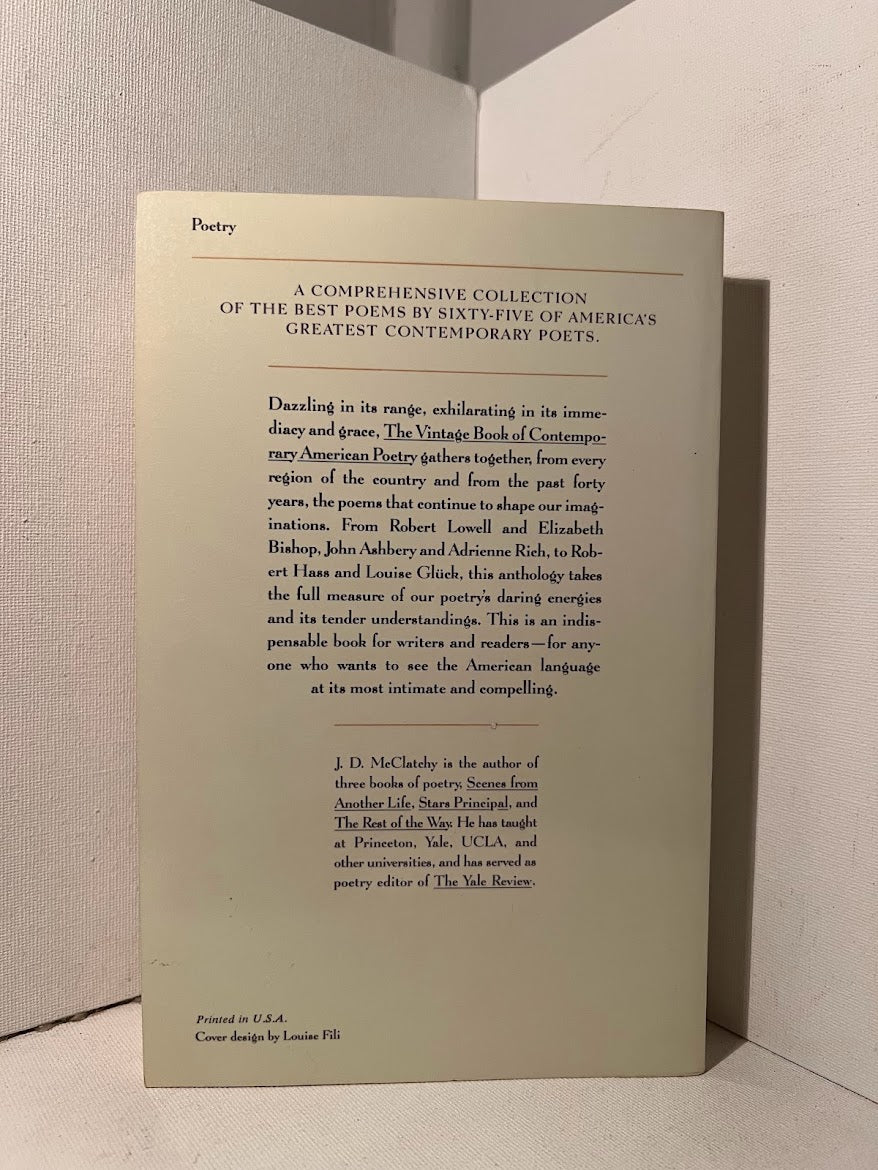 Poetry
A COMPREHENSIVE COLLECTION
OF THE BEST POEMS BY SIXTY-FIVE OF AMERICA'S
GREATEST CONTEMPORARY POETS.
Dazzling in its range, exhilarating in its imme-
diacy and grace, The Vintage Book of Contempo-
rary American Poetry gathers together, from every
region of the country and from the past forty
years, the poems that continue to shape our imag-
inations. From Robert Lowell and Elizabeth
Bishop, John Ashbery and Adrienne Rich, to Rob-
ert Hass and Louise Glück, this anthology takes
the full measure of our poetry's daring energies
and its tender understandings. This is an indis-
pensable book for writers and readers—for any-
one who wants to see the American language
at its most intimate and compelling.
J. D. McClatchy is the author of
three books of poetry, Scenes from
Another Life, Stars Principal, and
The Rest of the Way. He has taught
at Princeton, Yale, UCLA, and
other universities, and has served as
poetry editor of The Yale Review.
Printed in U.S.A.
Cover design by Louise Fili